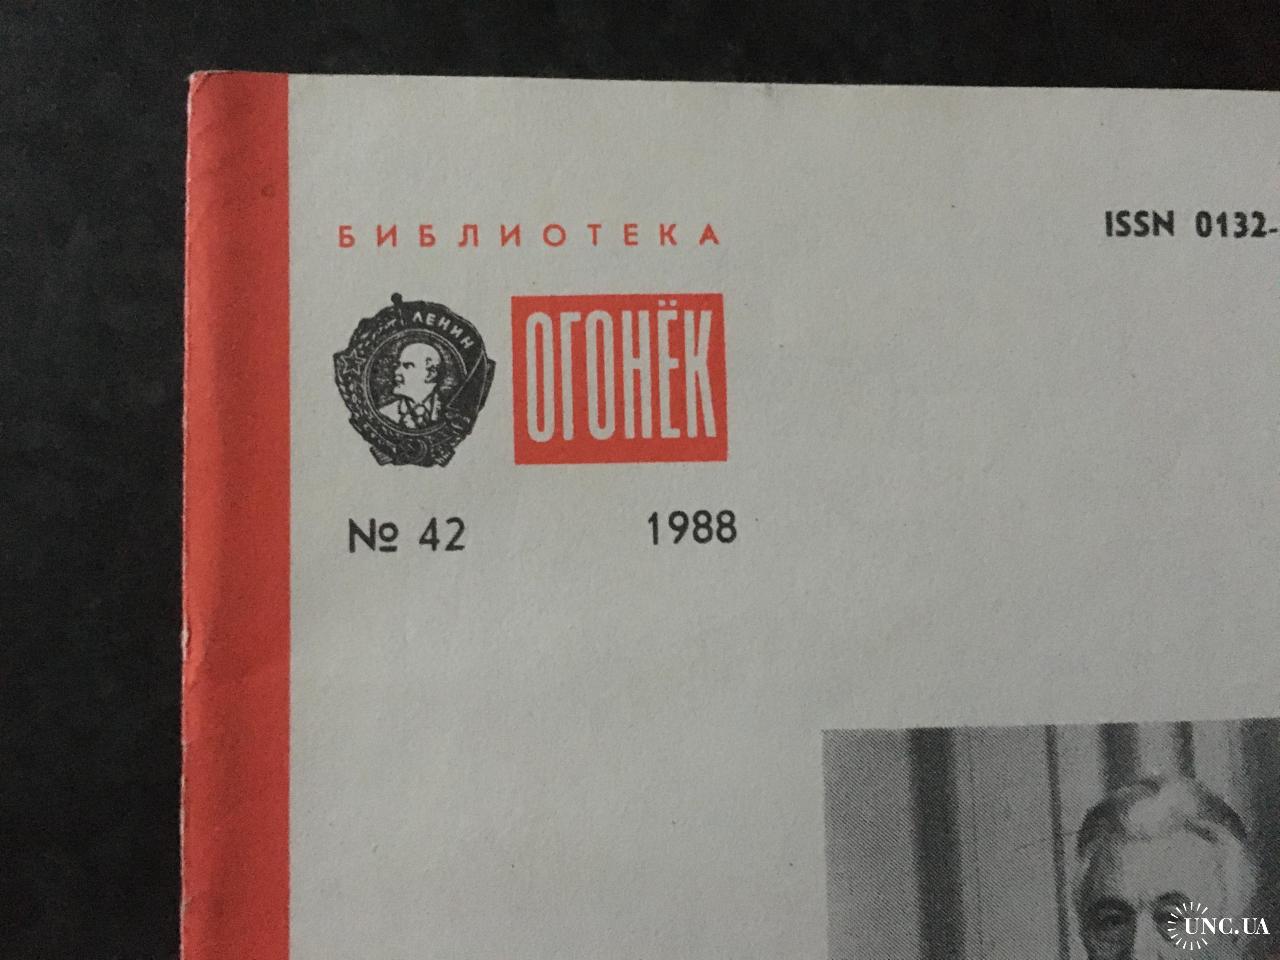 БИБЛИОТЕКА
ISSN 0132-
ЛЕНИН
ОГОНЁК
№ 42
1988
UNC.UA